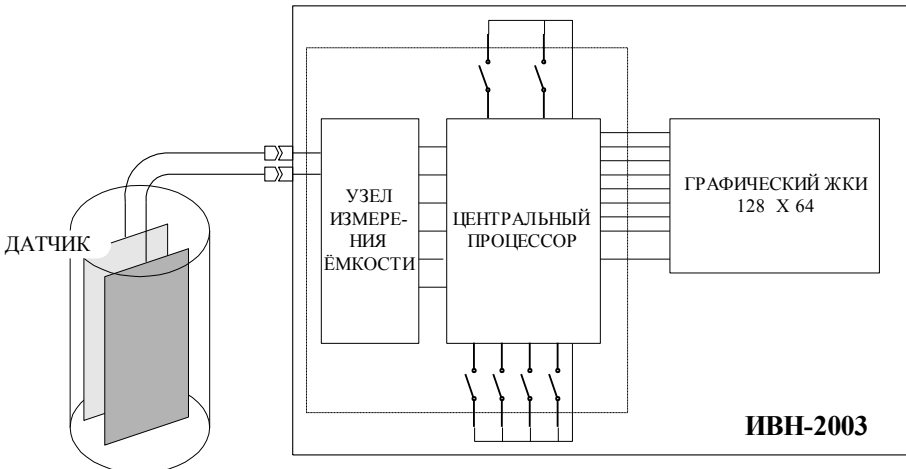 ДАТЧИК
УЗЕЛ
ИЗМЕРЕ-
НИЯ
ЁМКОСТИ
ЦЕНТРАЛЬНЫЙ
ПРОЦЕССОР
ГРАФИЧЕСКИЙ ЖКИ
128 X 64
ИВН-2003